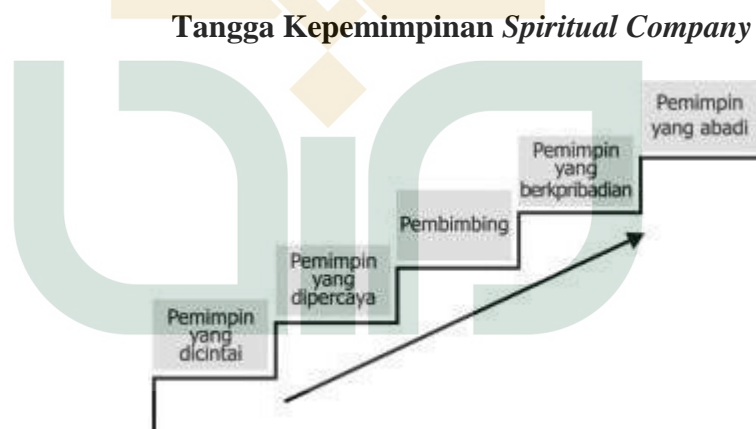 Tangga Kepemimpinan Spiritual Company
Pemimpin
yang abadi
Pemimpin
yang
berkpribadian
Pembimbing
Pemimpin
yang
dipercaya
Pemimpin
yang
dicintai